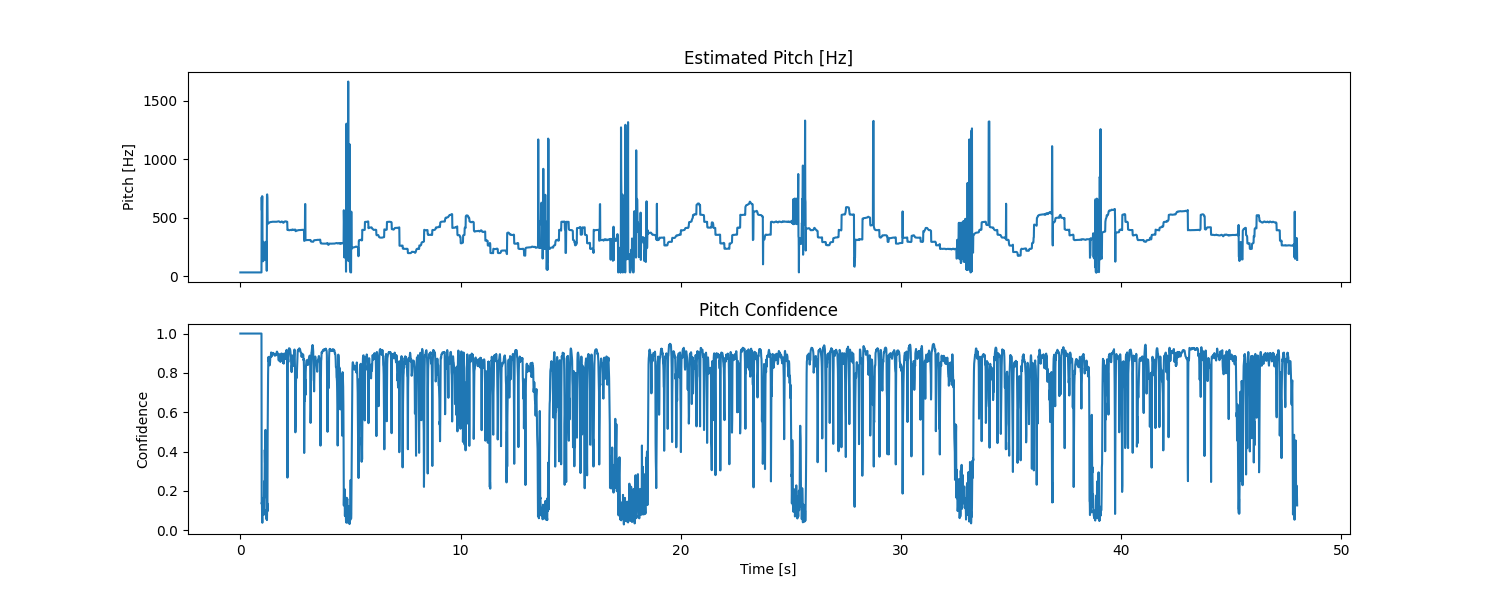 Estimated Pitch [Hz]
1500
1000
500
0
Pitch [Hz]
Pitch Confidence
1.0
0.8
0.6
0.4
0.2
0.0
Confidence
0 10 20 30 40 50
Time [s]